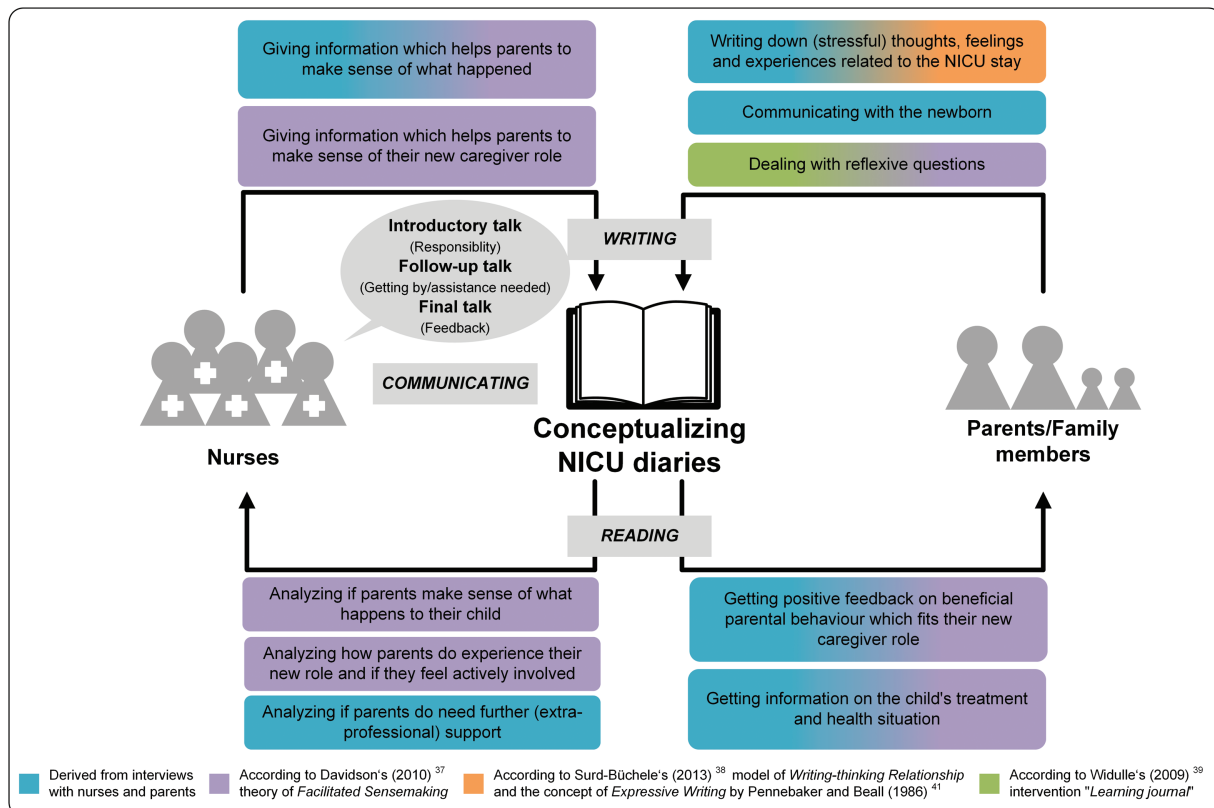 Giving information which helps parents to
make sense of what happened
Giving information which helps parents to
make sense of their new caregiver role
Writing down (stressful) thoughts, feelings
and experiences related to the NICU stay
Communicating with the newborn
Dealing with reflexive questions
Introductory talk
(Responsiblity)
Follow-up talk
(Getting by/assistance needed)
Final talk
(Feedback)
WRITING
COMMUNICATING
Conceptualizing
NICU diaries
Nurses
Parents/Family
members
READING
Analyzing if parents make sense of what
happens to their child
Analyzing how parents do experience their
new role and if they feel actively involved
Analyzing if parents do need further (extra-
professional) support
Getting positive feedback on beneficial
parental behaviour which fits their new
caregiver role
Getting information on the child's treatment
and health situation
Derived from interviews
with nurses and parents
According to Davidson‘s (2010) 37
theory of Facilitated Sensemaking
According to Surd-Büchele‘s (2013) 38 model of Writing-thinking Relationship
and the concept of Expressive Writing by Pennebaker and Beall (1986) 41
According to Widulle‘s (2009) 39
intervention "Learning journal"